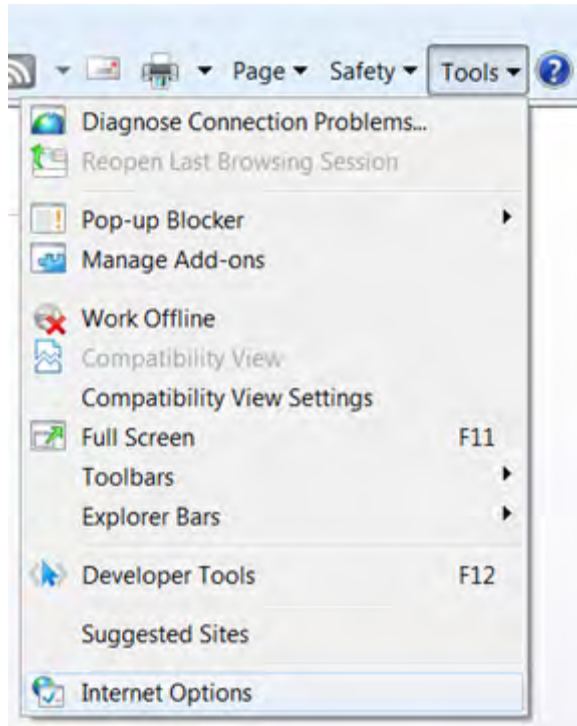 Page Safety Tools
Diagnose Connection Problems...
Reopen Last Browsing Session
Pop-up Blocker
Manage Add-ons
Work Offline
Compatibility View
Compatibility View Settings
Full Screen F11
Toolbars
Explorer Bars
Developer Tools F12
Suggested Sites
Internet Options